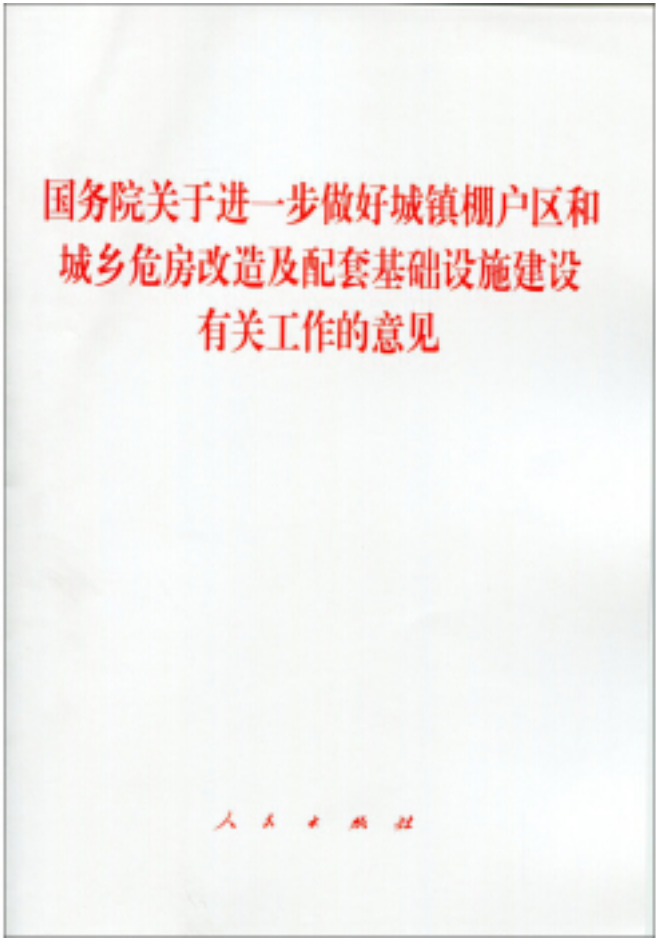 国务院关于进一步做好城镇棚户区和
城乡危房改造及配套基础设施建设
有关工作的意见
人民出版社